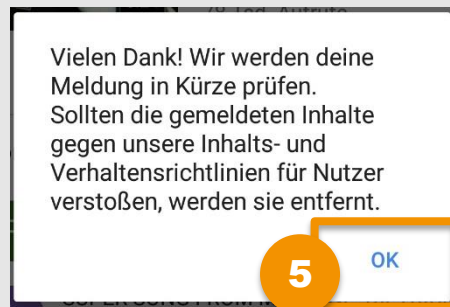 Vielen Dank! Wir werden deine
Meldung in Kürze prüfen.
Sollten die gemeldeten Inhalte
gegen unsere Inhalts- und
Verhaltensrichtlinien für Nutzer
verstoßen, werden sie entfernt.
5
OK